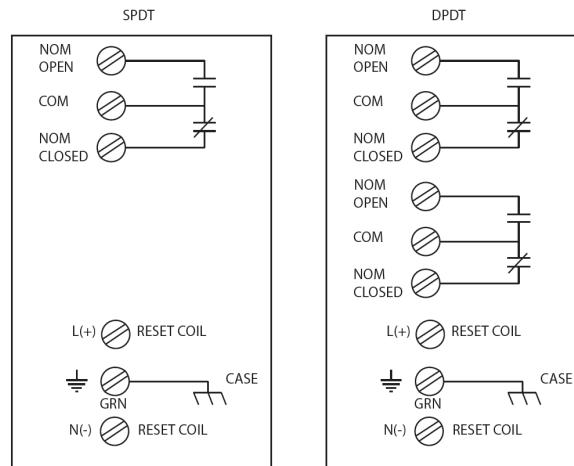 SPDT
NOM
OPEN
COM
NOM
CLOSED
L(+) RESET COIL
CASE
GRN
N(-) RESET COIL
DPDT
NOM
OPEN
COM
NOM
CLOSED
NOM
OPEN
COM
NOM
CLOSED
L(+) RESET COIL
CASE
GRN
N(-) RESET COIL